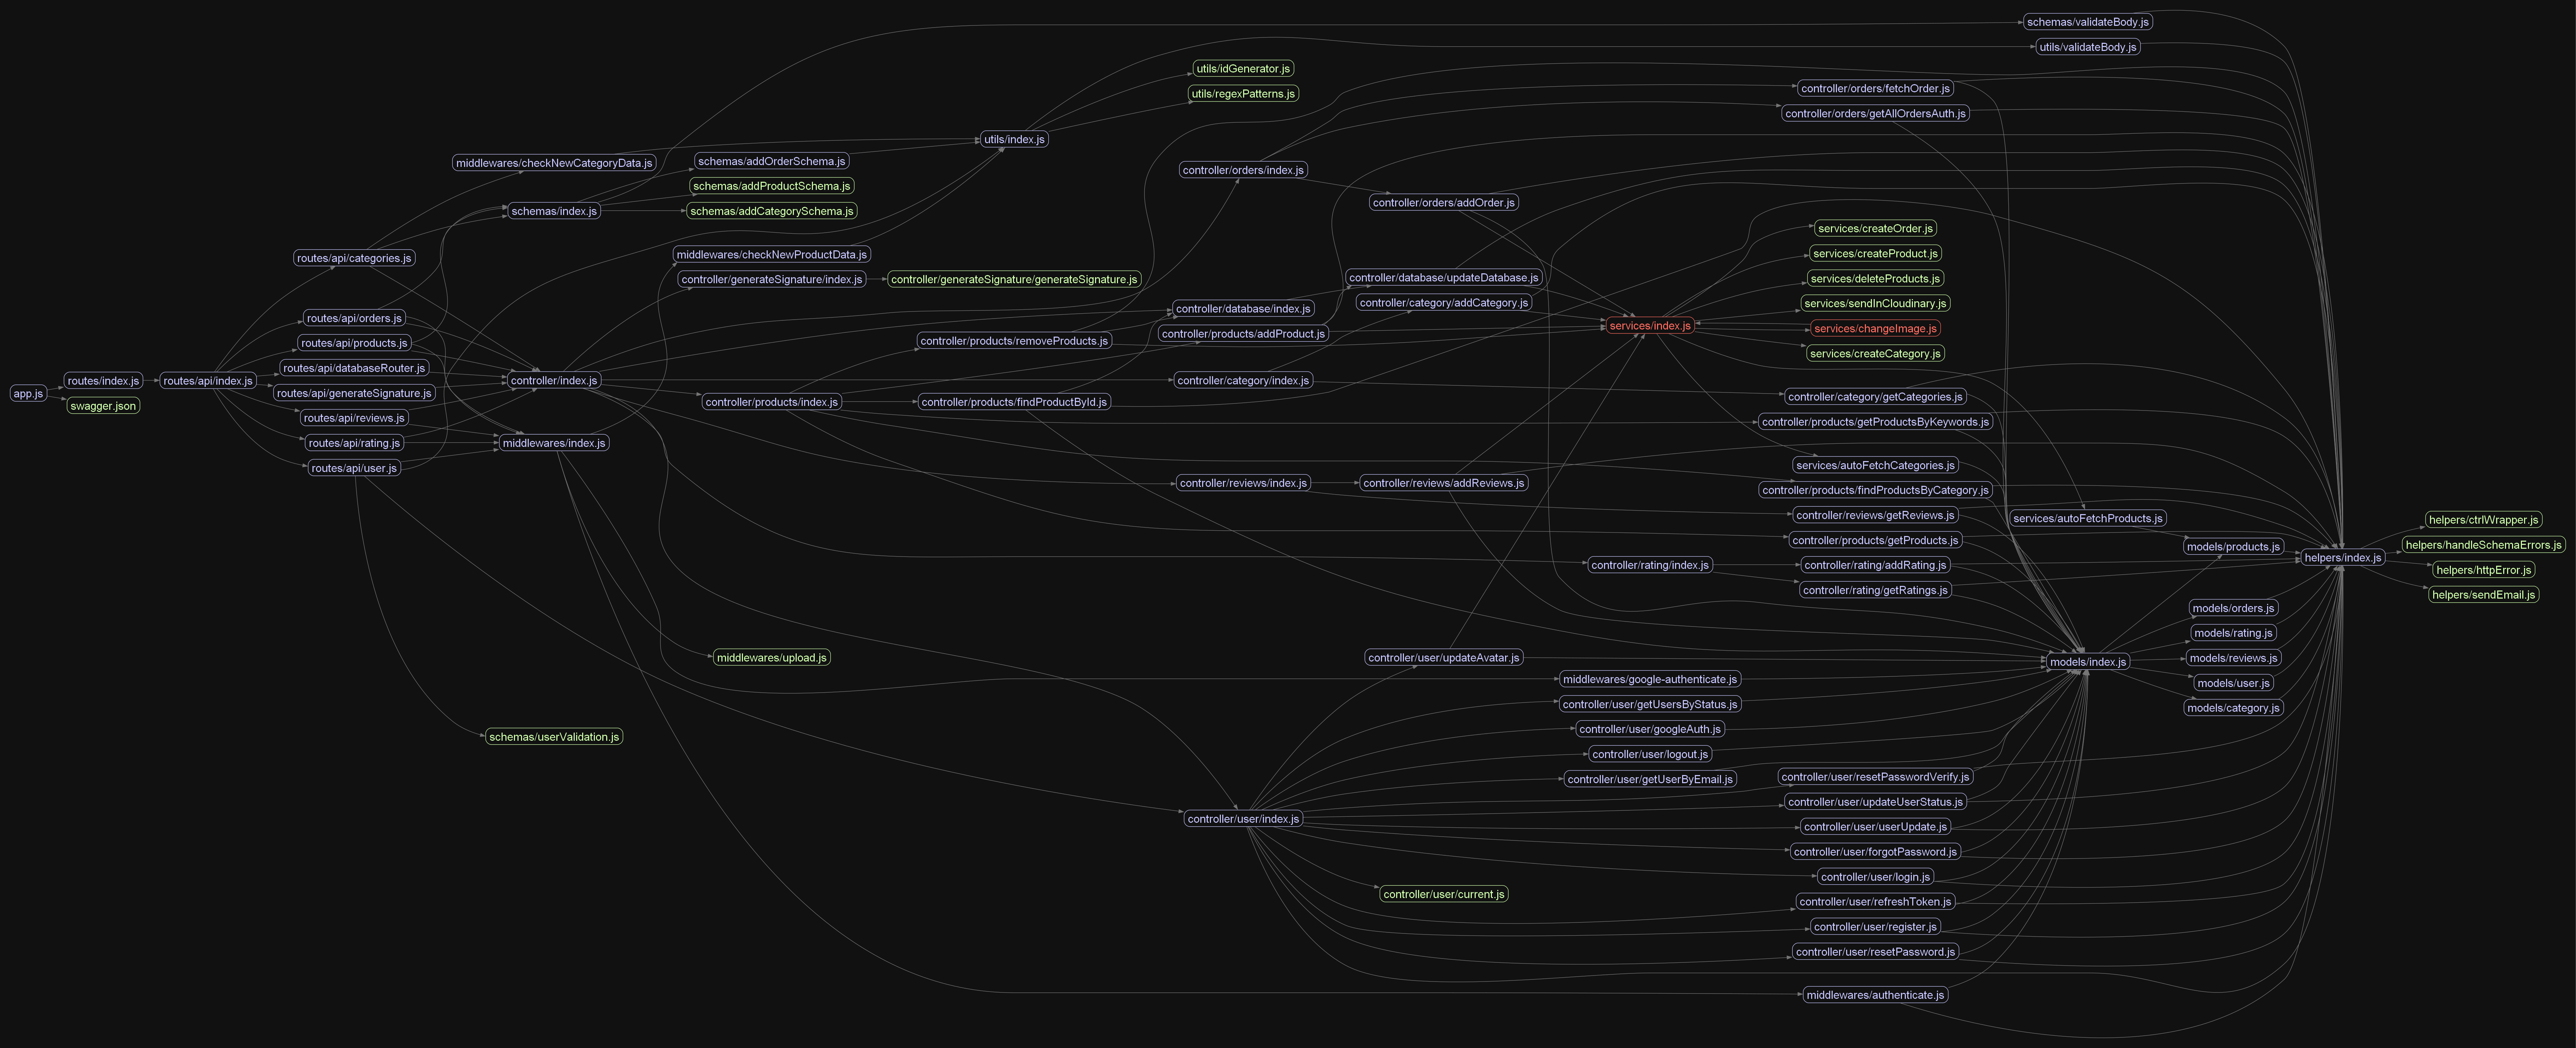 app.js
routes/index.js
swagger.json
routes/api/index.js
routes/api/categories.js
routes/api/orders.js
routes/api/products.js
routes/api/databaseRouter.js
routes/api/generateSignature.js
routes/api/reviews.js
routes/api/rating.js
routes/api/user.js
middlewares/checkNewCategoryData.js
schemas/index.js
controller/index.js
middlewares/index.js
schemas/userValidation.js
schemas/addOrderSchema.js
schemas/addProductSchema.js
schemas/addCategorySchema.js
middlewares/checkNewProductData.js
controller/generateSignature/index.js
controller/products/index.js
middlewares/upload.js
controller/generateSignature/generateSignature.js
controller/products/removeProducts.js
controller/products/findProductById.js
utils/index.js
utils/idGenerator.js
utils/regexPatterns.js
controller/orders/index.js
controller/database/index.js
controller/products/addProduct.js
controller/category/index.js
controller/reviews/index.js
controller/user/index.js
controller/orders/addOrder.js
controller/database/updateDatabase.js
controller/category/addCategory.js
controller/reviews/addReviews.js
controller/user/updateAvatar.js
controller/user/current.js
services/index.js
controller/rating/index.js
middlewares/google-authenticate.js
controller/user/getUsersByStatus.js
controller/user/googleAuth.js
controller/user/logout.js
controller/user/getUserByEmail.js
controller/orders/fetchOrder.js
controller/orders/getAllOrdersAuth.js
services/createOrder.js
services/createProduct.js
services/deleteProducts.js
services/sendInCloudinary.js
services/changeImage.js
services/createCategory.js
controller/category/getCategories.js
controller/products/getProductsByKeywords.js
services/autoFetchCategories.js
controller/products/findProductsByCategory.js
controller/reviews/getReviews.js
controller/products/getProducts.js
controller/rating/addRating.js
controller/rating/getRatings.js
controller/user/resetPasswordVerify.js
controller/user/updateUserStatus.js
controller/user/userUpdate.js
controller/user/forgotPassword.js
controller/user/login.js
controller/user/refreshToken.js
controller/user/register.js
controller/user/resetPassword.js
middlewares/authenticate.js
schemas/validateBody.js
utils/validateBody.js
services/autoFetchProducts.js
models/index.js
models/products.js
models/orders.js
models/rating.js
models/reviews.js
models/user.js
models/category.js
helpers/index.js
helpers/ctrlWrapper.js
helpers/handleSchemaErrors.js
helpers/httpError.js
helpers/sendEmail.js